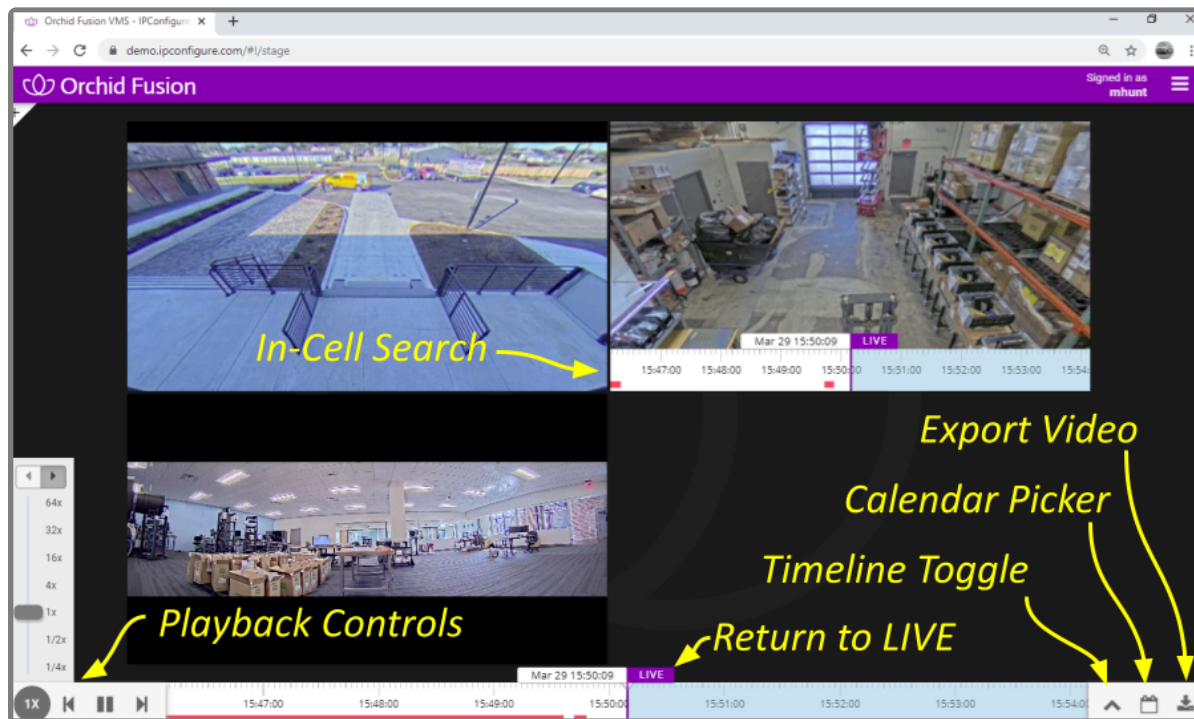 Orchid Fusion VMS - IPConfigure
demo.ipconfigure.com/#!/stage
Orchid Fusion
Signed in as
mhunt
In-Cell Search
Mar 29 15:50:09 LIVE
15:47:00 15:48:00 15:49:00 15:50:00 15:51:00 15:52:00 15:53:00 15:54:
Export Video
Calendar Picker
Timeline Toggle
64x
32x
16x
4x
1x
1/2x
1/4x
Playback Controls
Return to LIVE
Mar 29 15:50:09 LIVE
1X
15:47:00 15:48:00 15:49:00 15:50:00 15:51:00 15:52:00 15:53:00 15:54:0